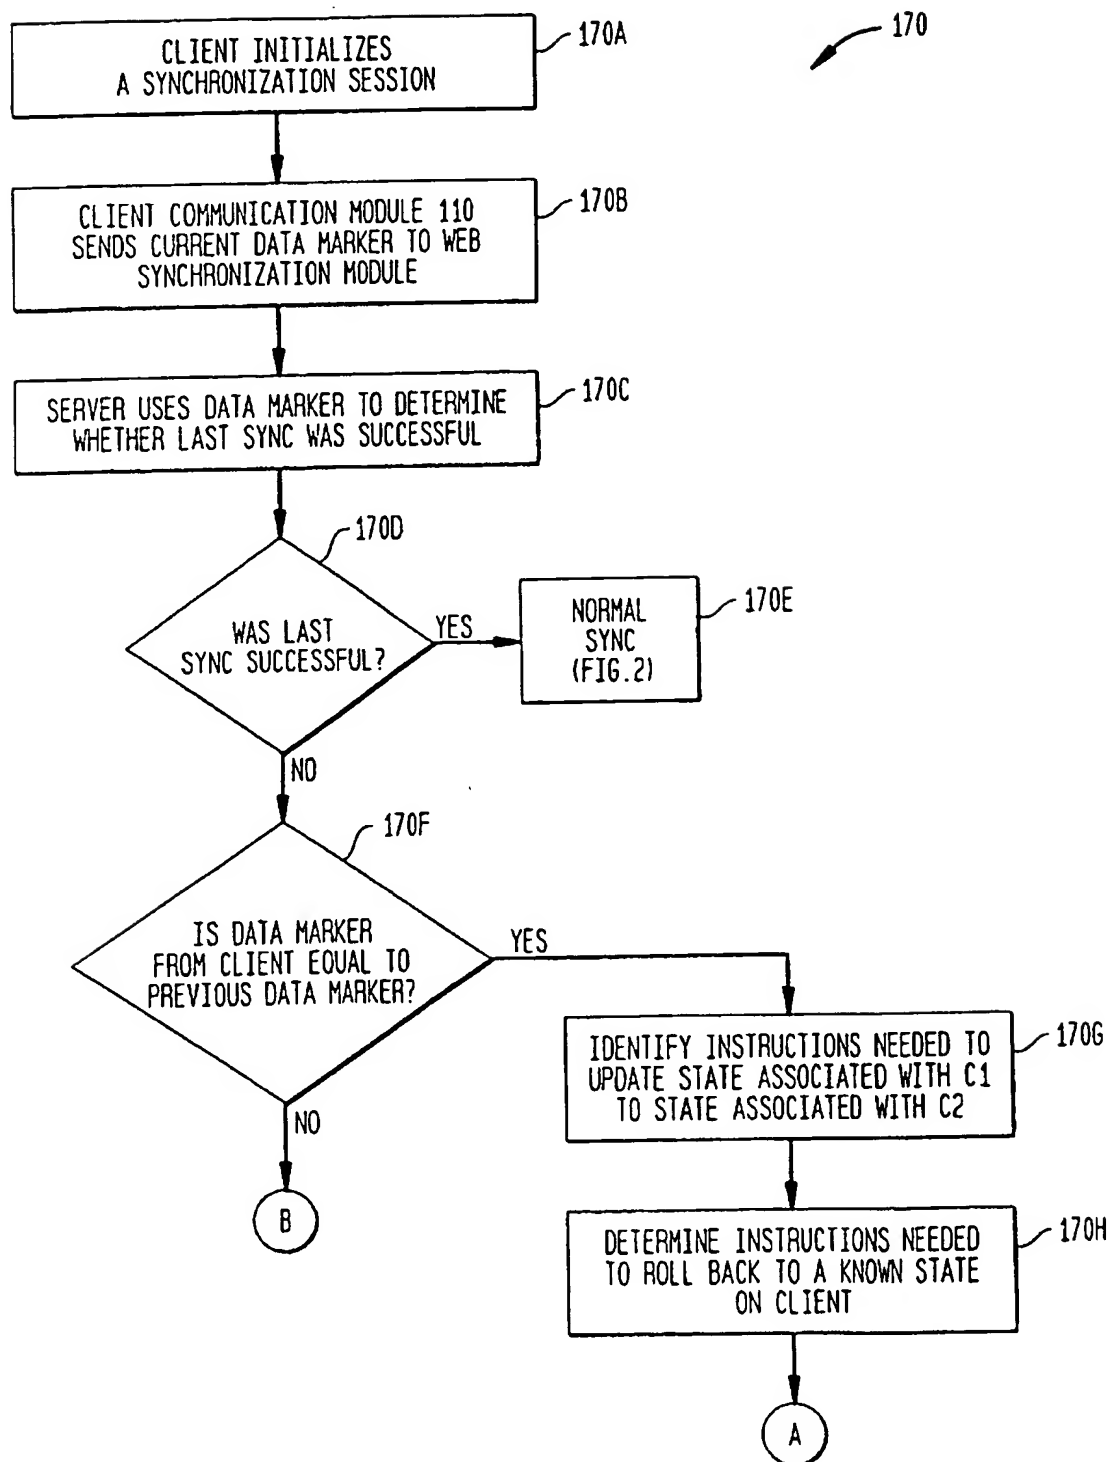 170
CLIENT INITIALIZES
A SYNCHRONIZATION SESSION
170A
CLIENT COMMUNICATION MODULE 110
SENDS CURRENT DATA MARKER TO WEB
SYNCHRONIZATION MODULE
170B
SERVER USES DATA MARKER TO DETERMINE
WHETHER LAST SYNC WAS SUCCESSFUL
170C
170D
WAS LAST
SYNC SUCCESSFUL?
YES
NORMAL
SYNC
(FIG.2)
170E
NO
170F
IS DATA MARKER
FROM CLIENT EQUAL TO
PREVIOUS DATA MARKER?
YES
IDENTIFY INSTRUCTIONS NEEDED TO
UPDATE STATE ASSOCIATED WITH C1
TO STATE ASSOCIATED WITH C2
170G
NO
B
DETERMINE INSTRUCTIONS NEEDED
TO ROLL BACK TO A KNOWN STATE
ON CLIENT
170H
A